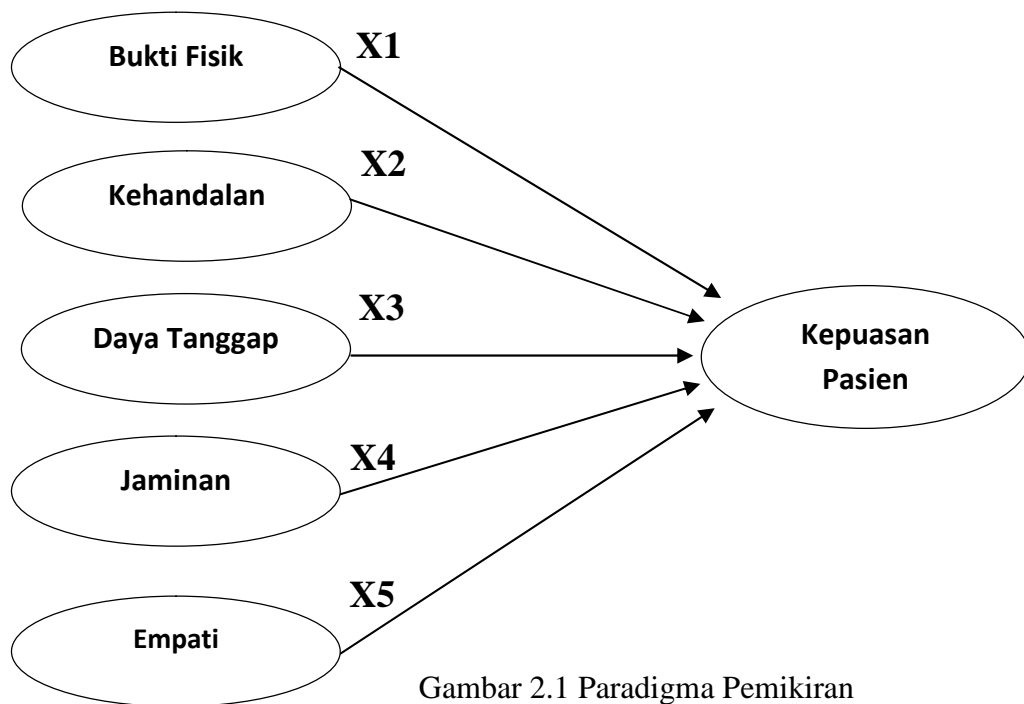 Bukti Fisik
X1
Kehandalan
X2
Daya Tanggap
X3
Jaminan
X4
Empati
X5
Kepuasan
Pasien
Gambar 2.1 Paradigma Pemikiran